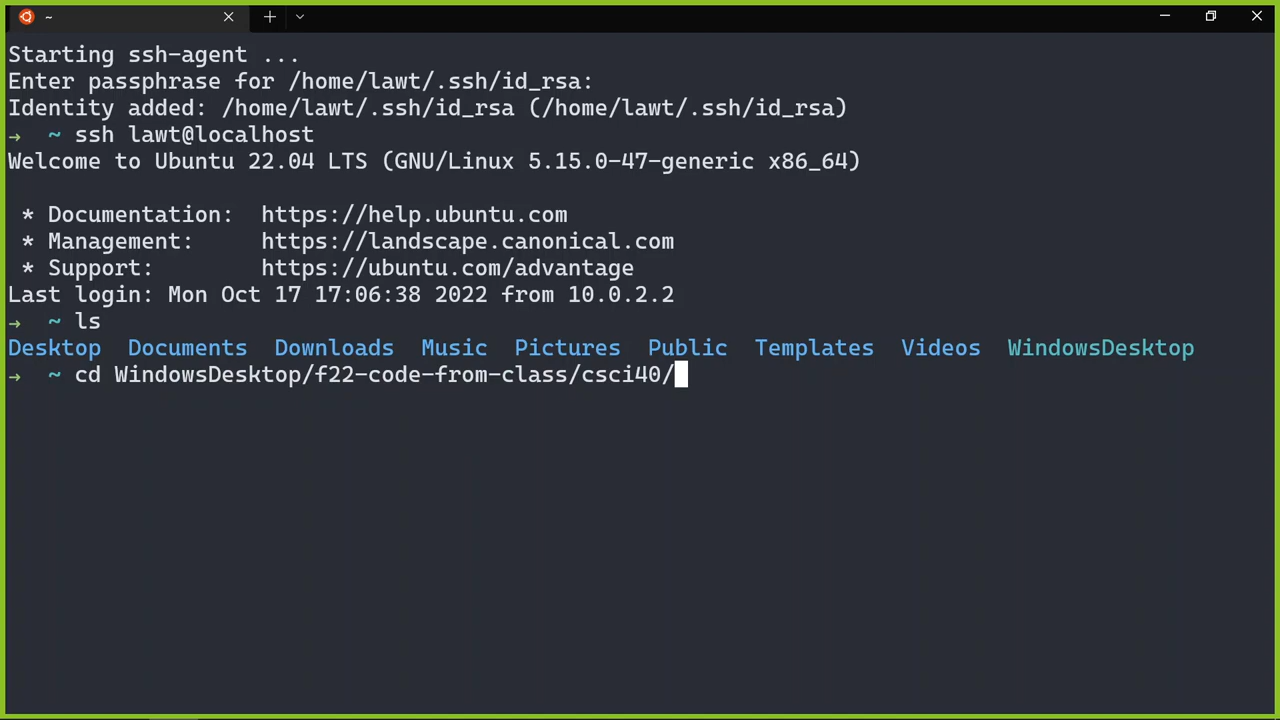 ~
Starting ssh-agent ...
Enter passphrase for /home/lawt/.ssh/id_rsa:
Identity added: /home/lawt/.ssh/id_rsa (/home/lawt/.ssh/id_rsa)
→ ~ ssh lawt@localhost
Welcome to Ubuntu 22.04 LTS (GNU/Linux 5.15.0-47-generic x86_64)
* Documentation: https://help.ubuntu.com
* Management: https://landscape.canonical.com
* Support: https://ubuntu.com/advantage
Last login: Mon Oct 17 17:06:38 2022 from 10.0.2.2
→ ~ ls
Desktop Documents Downloads Music Pictures Public Templates Videos WindowsDesktop
→ ~ cd WindowsDesktop/f22-code-from-class/csci40/